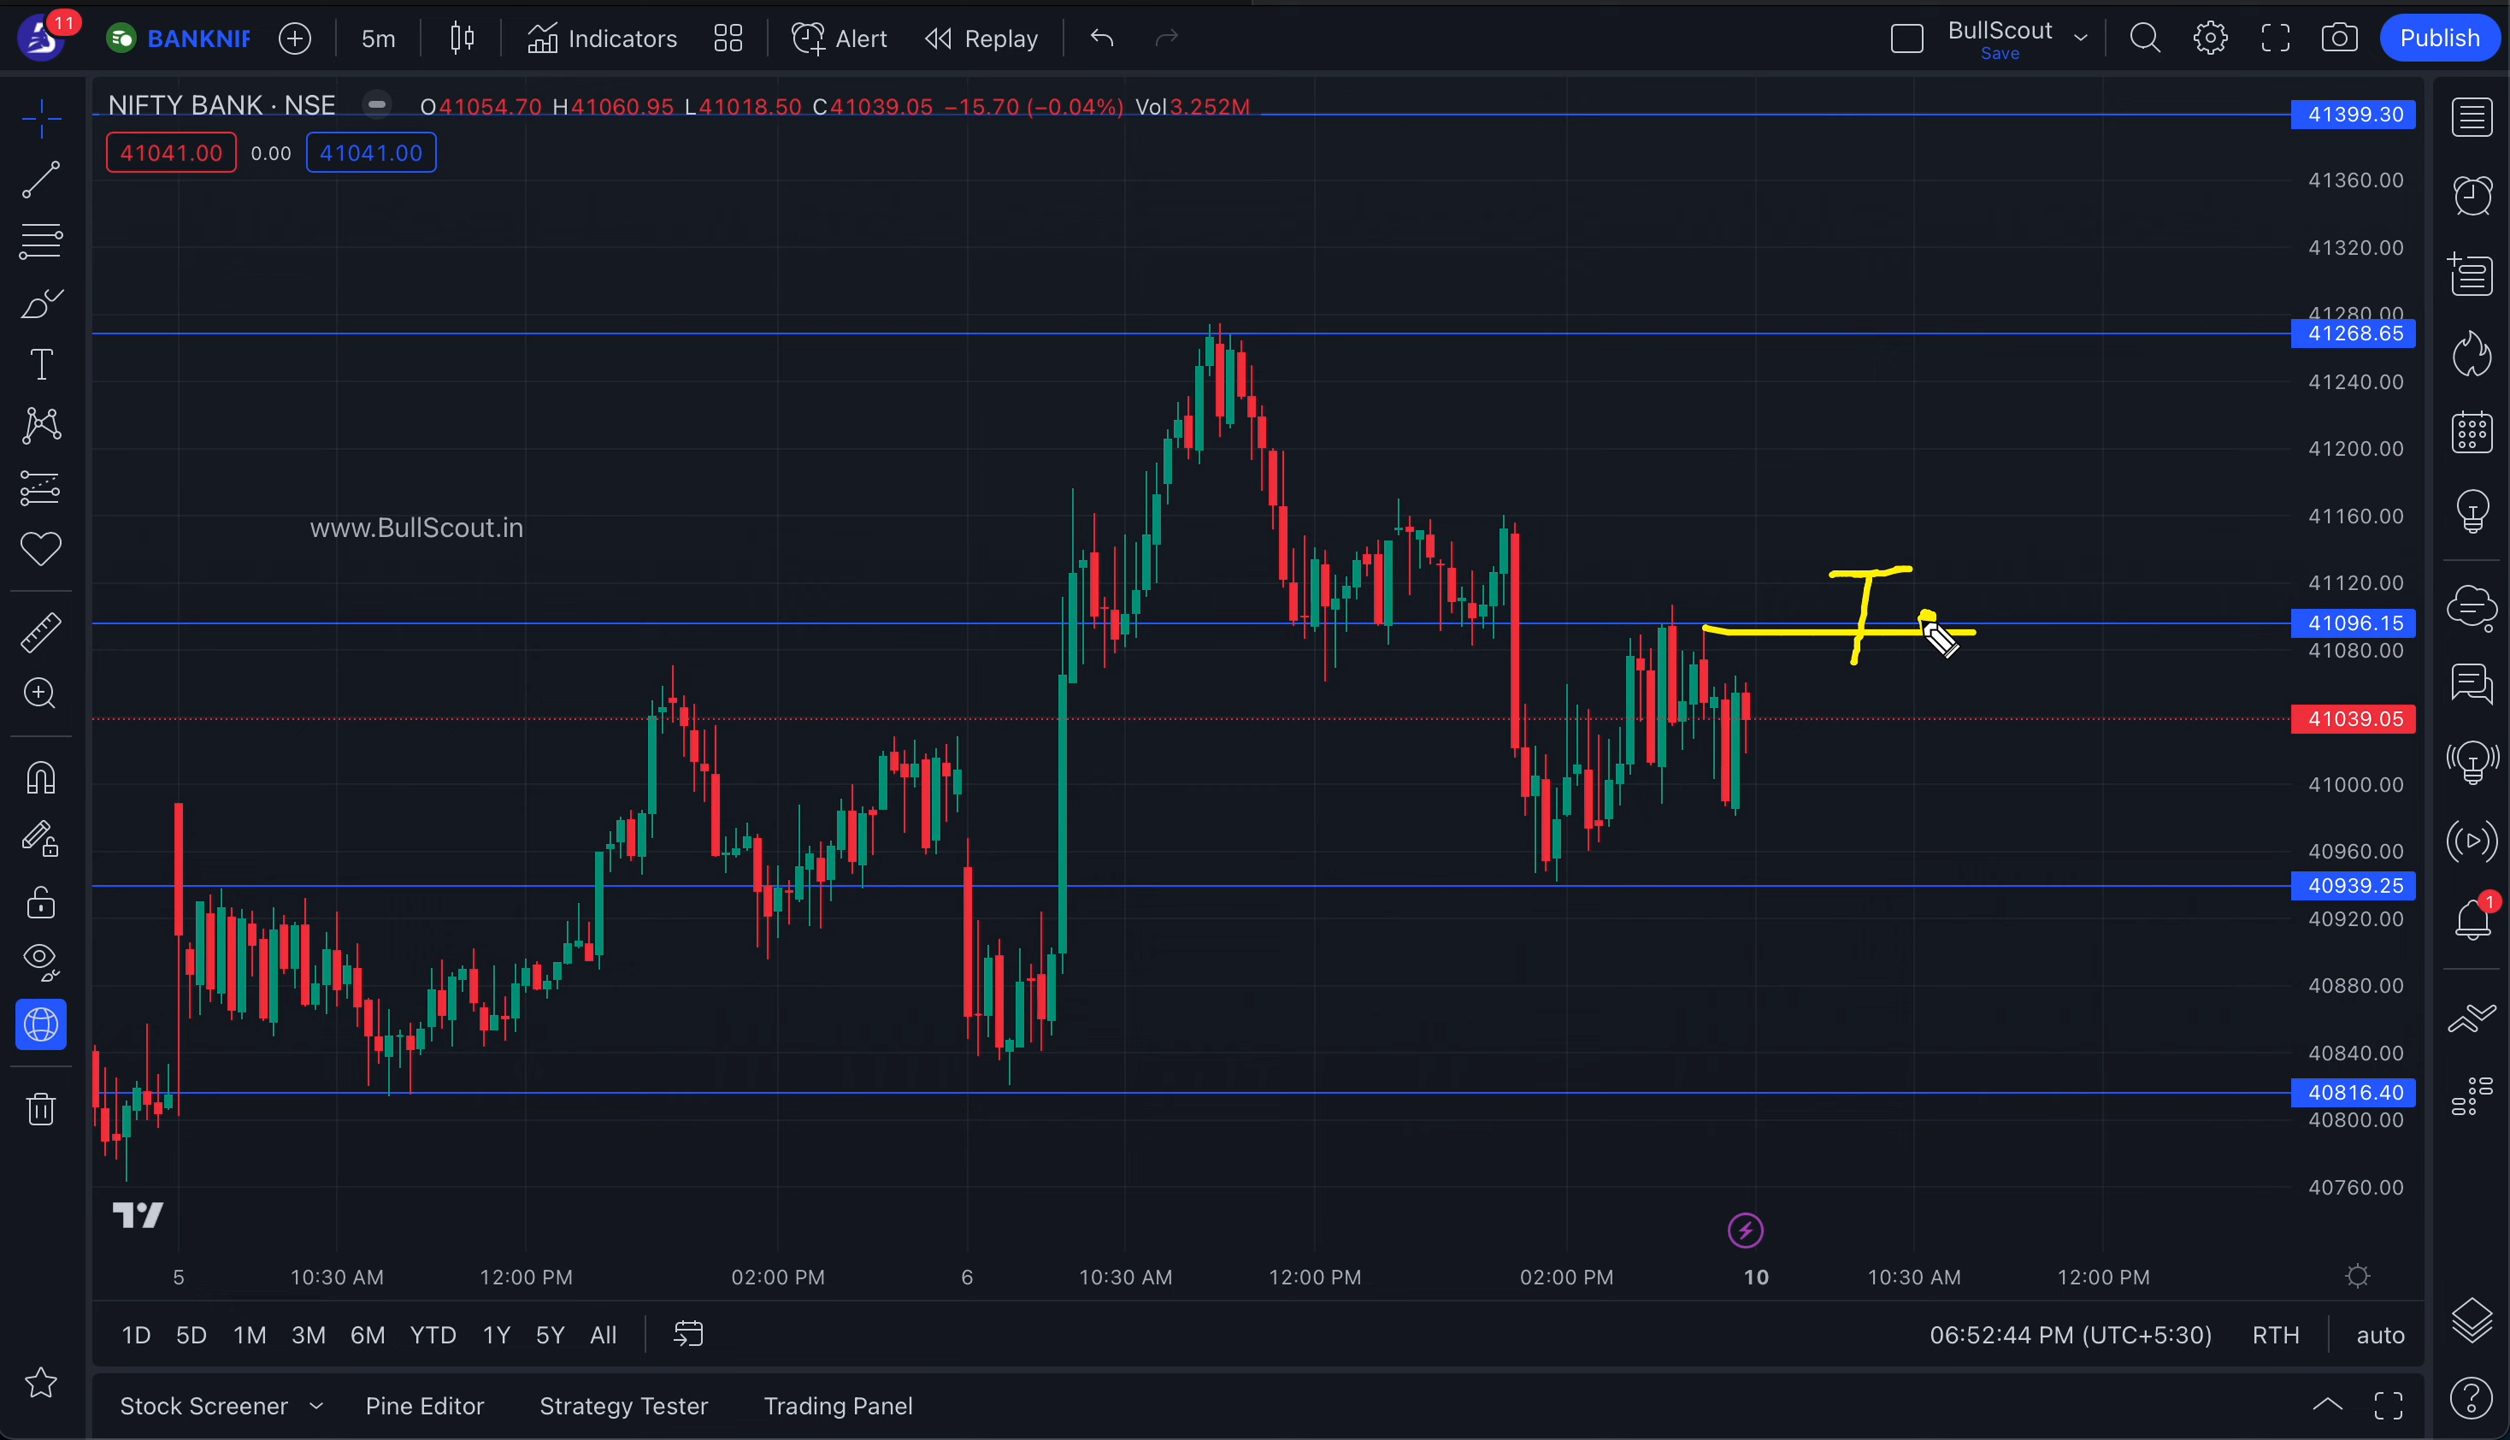 11
BANKNIF
5m
Indicators
Alert
Replay
BullScout
Save
Publish
NIFTY BANK · NSE
O41054.70 H41060.95 L41018.50 C41039.05 −15.70 (−0.04%) Vol3.252M
41041.00
0.00
41041.00
www.BullScout.in
T
41399.30
41360.00
41320.00
41280.00
41268.65
41240.00
41200.00
41160.00
41120.00
41096.15
41080.00
41039.05
41000.00
40960.00
40939.25
40920.00
40880.00
40840.00
40816.40
40800.00
40760.00
1
5 10:30 AM 12:00 PM 02:00 PM 6 10:30 AM 12:00 PM 02:00 PM 10 10:30 AM 12:00 PM
1D 5D 1M 3M 6M YTD 1Y 5Y All
06:52:44 PM (UTC+5:30) RTH auto
Stock Screener Pine Editor Strategy Tester Trading Panel